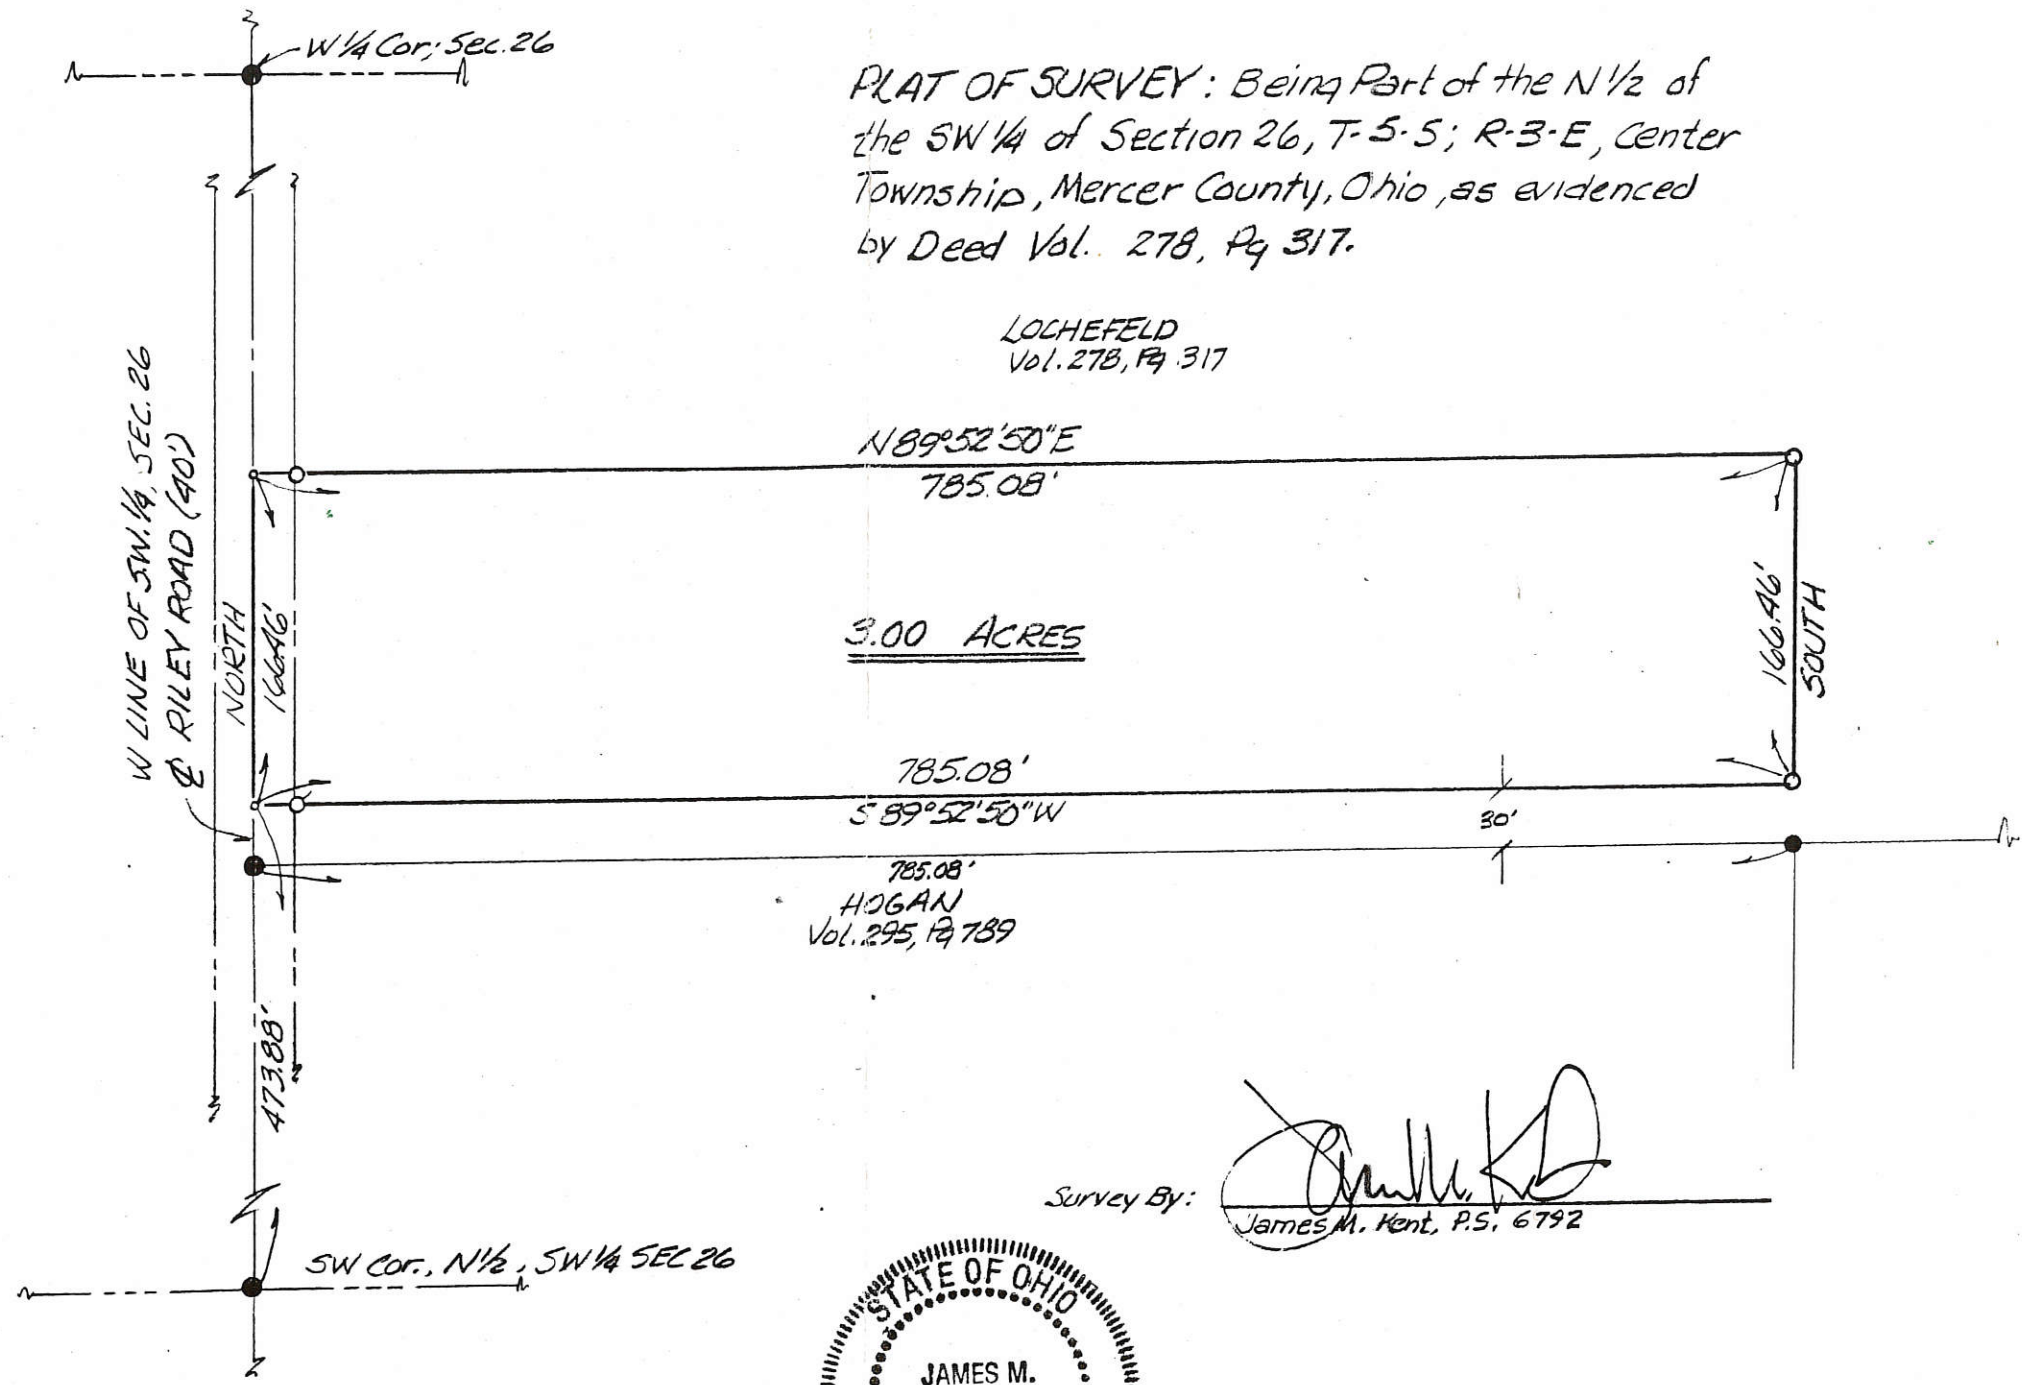 W 1/4 Cor; Sec. 26
PLAT OF SURVEY: Being Part of the N 1/2 of
the SW 1/4 of Section 26, T-5-S; R-3-E, Center
Township, Mercer County, Ohio, as evidenced
by Deed Vol. 278, Pg 317.
LOCHEFELD
Vol. 278, Pg. 317
W LINE OF S.W. 1/4, SEC. 26
℄ RILEY ROAD (40')
N 89°52'50" E
785.08'
NORTH
166.46'
3.00 ACRES
166.46'
SOUTH
785.08'
S 89°52'50" W
30'
785.08'
HOGAN
Vol. 295, Pg 789
473.88'
Survey By:
James M. Kent, P.S. 6792
SW Cor., N 1/2, SW 1/4 SEC 26
STATE OF OHIO
JAMES M.